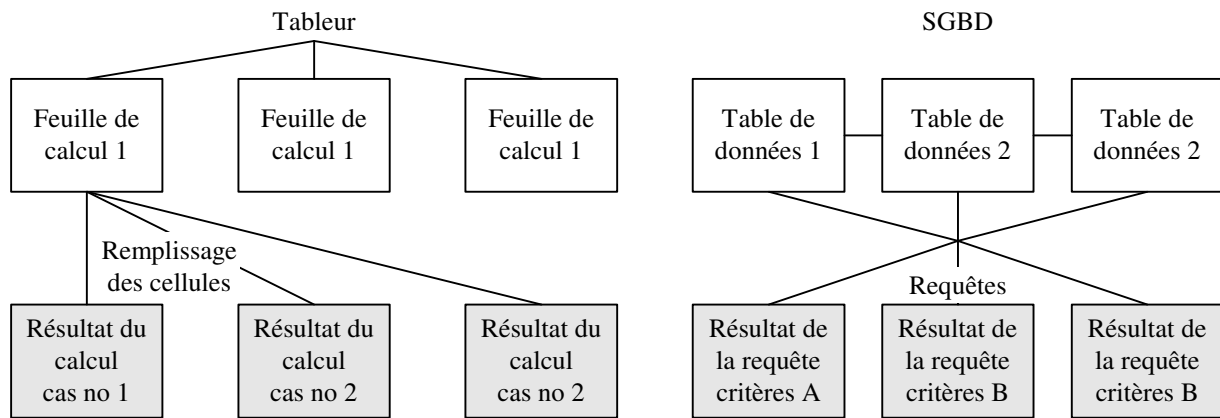 Tableur
SGBD
Feuille de
calcul 1
Feuille de
calcul 1
Feuille de
calcul 1
Table de
données 1
Table de
données 2
Table de
données 2
Remplissage
des cellules
Requêtes
Résultat du
calcul
cas no 1
Résultat du
calcul
cas no 2
Résultat du
calcul
cas no 2
Résultat de
la requête
critères A
Résultat de
la requête
critères B
Résultat de
la requête
critères B